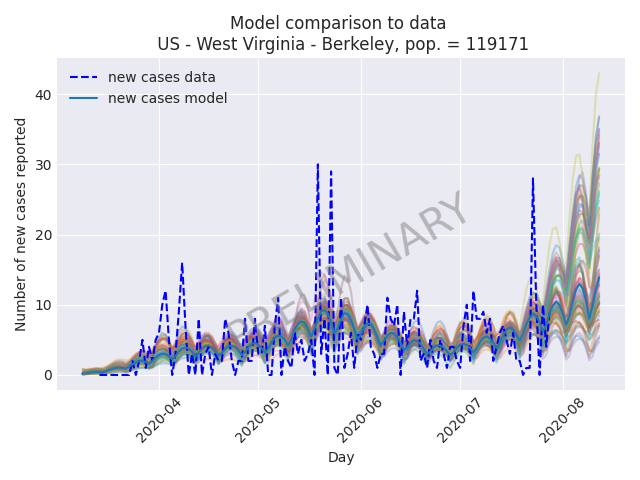 Model comparison to data
US - West Virginia - Berkeley, pop. = 119171
new cases data
new cases model
Number of new cases reported
40
30
20
10
0
PRELIMINARY
2020-04
2020-05
2020-06
2020-07
2020-08
Day